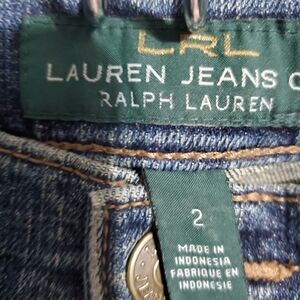 LRL
LAUREN JEANS C
RALPH LAUREN
2
MADE IN
INDONESIA
FABRIQUE EN
INDONESIE